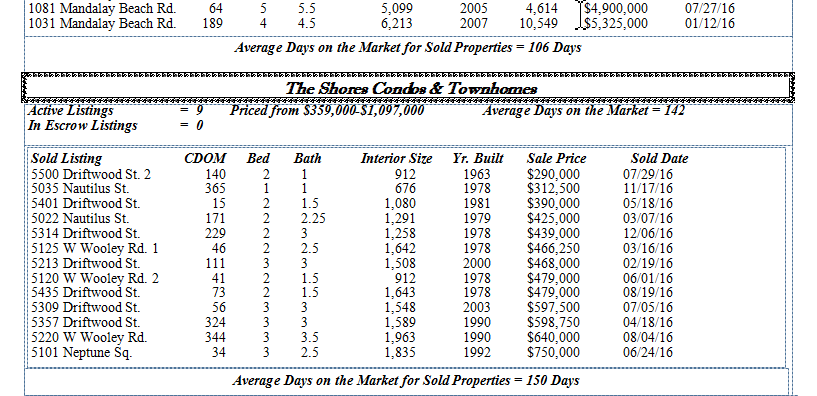 1081 Mandalay Beach Rd. 64 5 5.5 5,099 2005 4,614 $4,900,000 07/27/16
1031 Mandalay Beach Rd. 189 4 4.5 6,213 2007 10,549 $5,325,000 01/12/16
Average Days on the Market for Sold Properties = 106 Days
The Shores Condos & Townhomes
Active Listings = 9 Priced from $359,000-$1,097,000 Average Days on the Market = 142
In Escrow Listings = 0
Sold Listing CDOM Bed Bath Interior Size Yr. Built Sale Price Sold Date
5500 Driftwood St. 2 140 2 1 912 1963 $290,000 07/29/16
5035 Nautilus St. 365 1 1 676 1978 $312,500 11/17/16
5401 Driftwood St. 15 2 1.5 1,080 1981 $390,000 05/18/16
5022 Nautilus St. 171 2 2.25 1,291 1979 $425,000 03/07/16
5314 Driftwood St. 229 2 3 1,258 1978 $439,000 12/06/16
5125 W Wooley Rd. 1 46 2 2.5 1,642 1978 $466,250 03/16/16
5213 Driftwood St. 111 3 3 1,508 2000 $468,000 02/19/16
5120 W Wooley Rd. 2 41 2 1.5 912 1978 $479,000 06/01/16
5435 Driftwood St. 73 2 1.5 1,643 1978 $479,000 08/19/16
5309 Driftwood St. 56 3 3 1,548 2003 $597,500 07/05/16
5357 Driftwood St. 324 3 3 1,589 1990 $598,750 04/18/16
5220 W Wooley Rd. 344 3 3.5 1,963 1990 $640,000 08/04/16
5101 Neptune Sq. 34 3 2.5 1,835 1992 $750,000 06/24/16
Average Days on the Market for Sold Properties = 150 Days